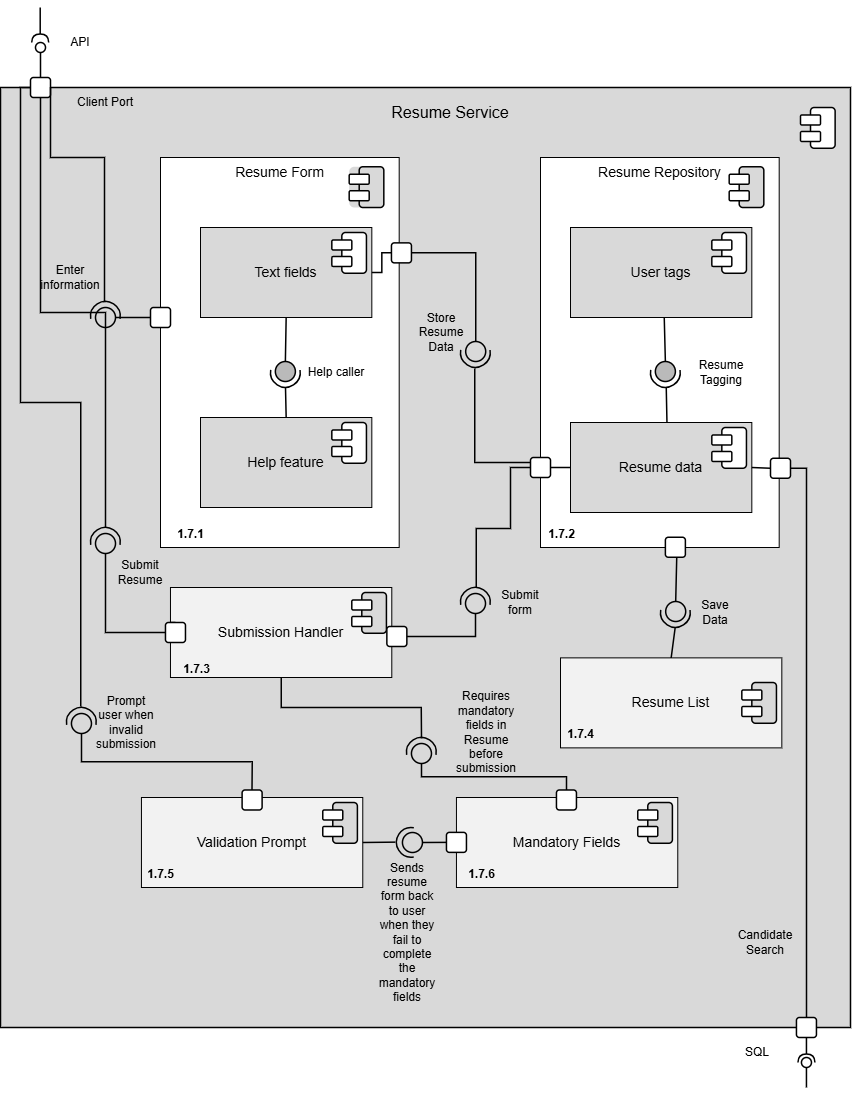 API
Client Port
Resume Service
Resume Form
Resume Repository
Text fields
User tags
Enter
information
Store
Resume
Data
Help caller
Resume
Tagging
Help feature
Resume data
1.7.1
1.7.2
Submit
Resume
Submit
form
Save
Data
Submission Handler
1.7.3
Resume List
1.7.4
Prompt
user when
invalid
submission
Requires
mandatory
fields in
Resume
before
submission
Validation Prompt
1.7.5
Mandatory Fields
1.7.6
Sends
resume
form back
to user
when they
fail to
complete
the
mandatory
fields
Candidate
Search
SQL